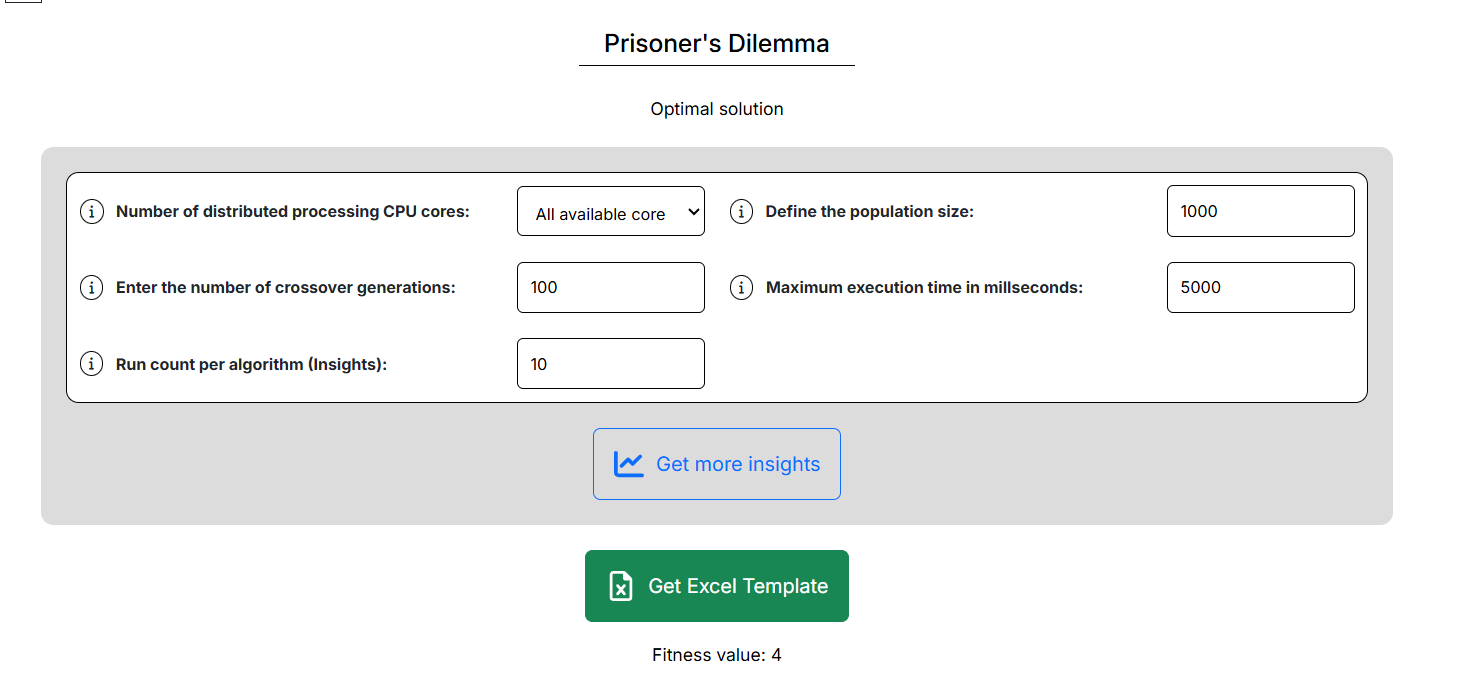 Prisoner's Dilemma
Optimal solution
Number of distributed processing CPU cores:
All available core
Define the population size:
1000
Enter the number of crossover generations:
100
Maximum execution time in millseconds:
5000
Run count per algorithm (Insights):
10
Get more insights
Get Excel Template
Fitness value: 4